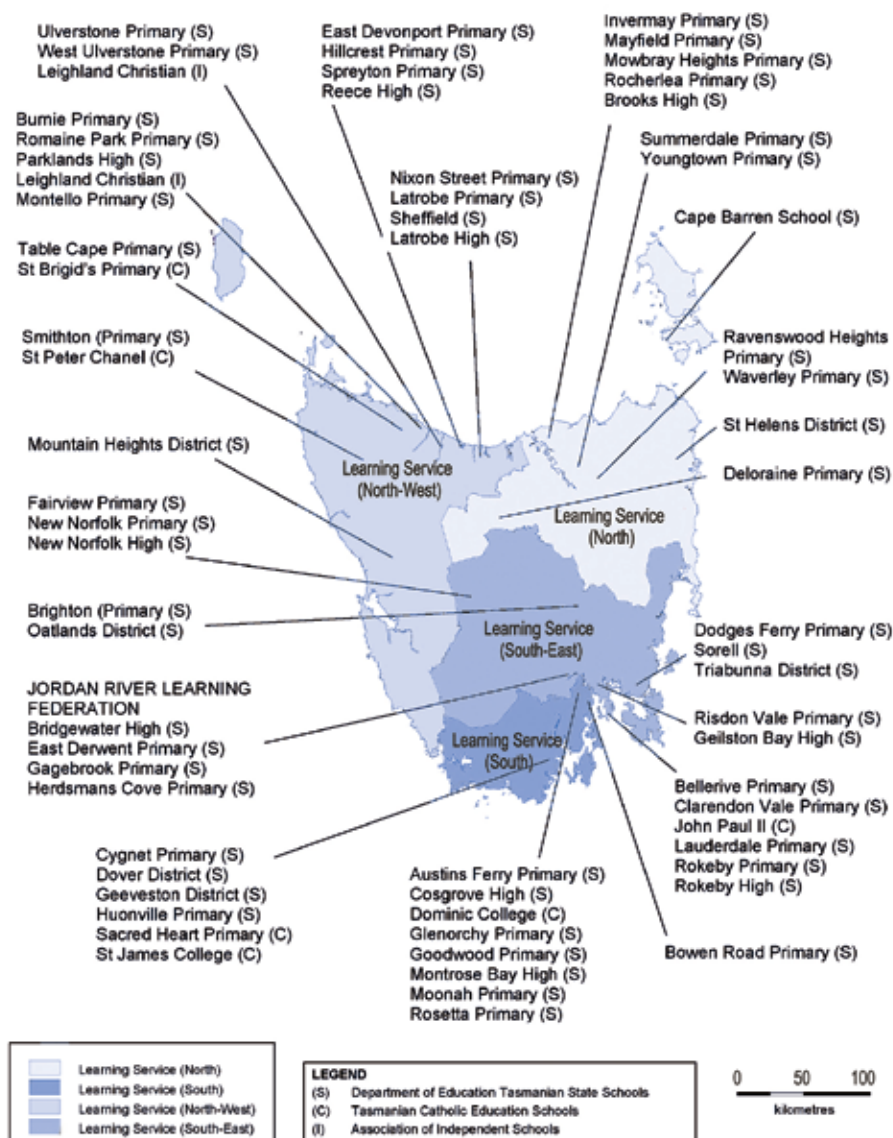 Ulverstone Primary (S)
West Ulverstone Primary (S)
Leighland Christian (I)
East Devonport Primary (S)
Hillcrest Primary (S)
Spreyton Primary (S)
Reece High (S)
Invermay Primary (S)
Mayfield Primary (S)
Mowbray Heights Primary (S)
Rocherlea Primary (S)
Brooks High (S)
Burnie Primary (S)
Romaine Park Primary (S)
Parklands High (S)
Leighland Christian (I)
Montello Primary (S)
Summerdale Primary (S)
Youngtown Primary (S)
Nixon Street Primary (S)
Latrobe Primary (S)
Sheffield (S)
Latrobe High (S)
Cape Barren School (S)
Table Cape Primary (S)
St Brigid's Primary (C)
Smithton (Primary (S)
St Peter Chanel (C)
Ravenswood Heights
Primary (S)
Waverley Primary (S)
St Helens District (S)
Mountain Heights District (S)
Learning Service
(North-West)
Deloraine Primary (S)
Learning Service
(North)
Fairview Primary (S)
New Norfolk Primary (S)
New Norfolk High (S)
Brighton (Primary (S)
Oatlands District (S)
Learning Service
(South-East)
Dodges Ferry Primary (S)
Sorell (S)
Triabunna District (S)
JORDAN RIVER LEARNING
FEDERATION
Bridgewater High (S)
East Derwent Primary (S)
Gagebrook Primary (S)
Herdsmans Cove Primary (S)
Risdon Vale Primary (S)
Geilston Bay High (S)
Learning Service
(South)
Bellerive Primary (S)
Clarendon Vale Primary (S)
John Paul II (C)
Lauderdale Primary (S)
Rokeby Primary (S)
Rokeby High (S)
Cygnet Primary (S)
Dover District (S)
Geeveston District (S)
Huonville Primary (S)
Sacred Heart Primary (C)
St James College (C)
Austins Ferry Primary (S)
Cosgrove High (S)
Dominic College (C)
Glenorchy Primary (S)
Goodwood Primary (S)
Montrose Bay High (S)
Moonah Primary (S)
Rosetta Primary (S)
Bowen Road Primary (S)
Learning Service (North)
Learning Service (South)
Learning Service (North-West)
Learning Service (South-East)
LEGEND
(S) Department of Education Tasmanian State Schools
(C) Tasmanian Catholic Education Schools
(I) Association of Independent Schools
0 50 100
kilometres